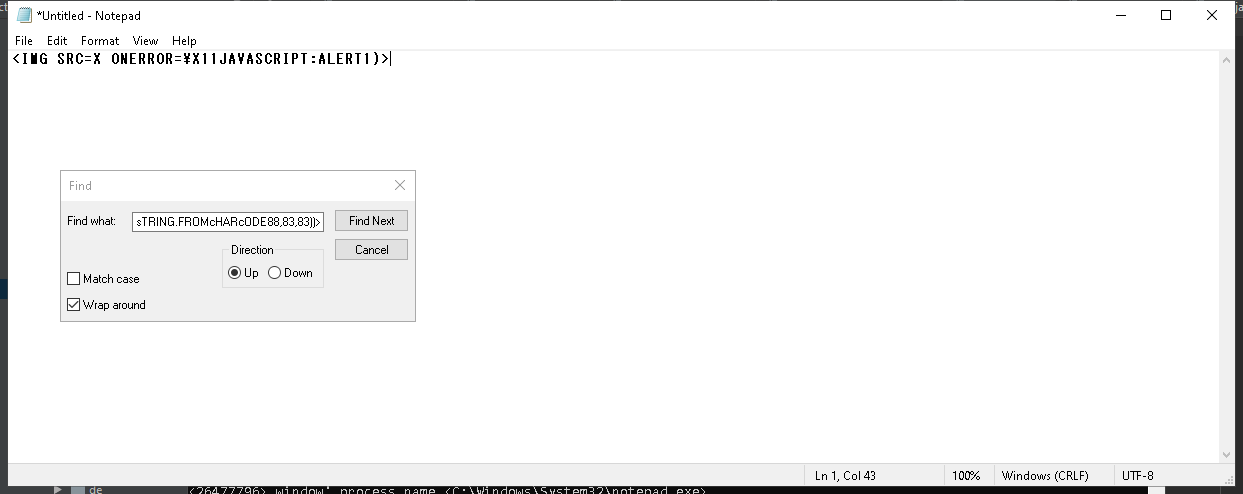 *Untitled - Notepad
File Edit Format View Help
<IMG SRC=X ONERROR=¥X11JAVASCRIPT:ALERT1)>
Find
Find what: sTRING.FROMcHARcODE88,83,83))> Find Next
Direction Cancel
Up Down
Match case
Wrap around
Ln 1, Col 43 100% Windows (CRLF) UTF-8
de <26477796> window' process name <C:\Windows\System32\notepad.exe>